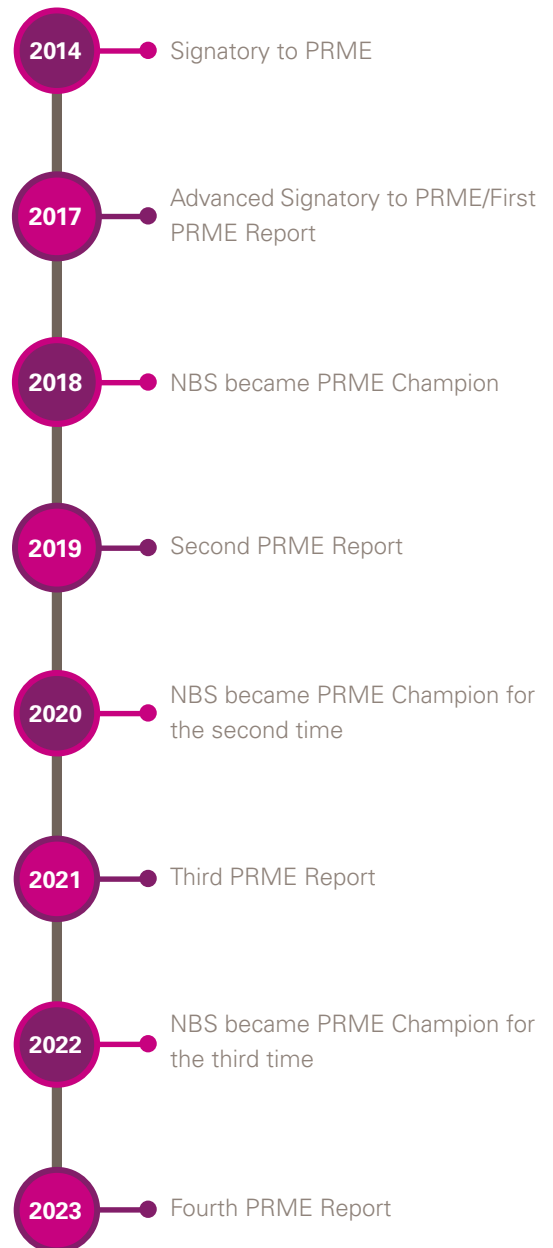 2014
Signatory to PRME
2017
Advanced Signatory to PRME/First
PRME Report
2018
NBS became PRME Champion
2019
Second PRME Report
2020
NBS became PRME Champion for
the second time
2021
Third PRME Report
2022
NBS became PRME Champion for
the third time
2023
Fourth PRME Report